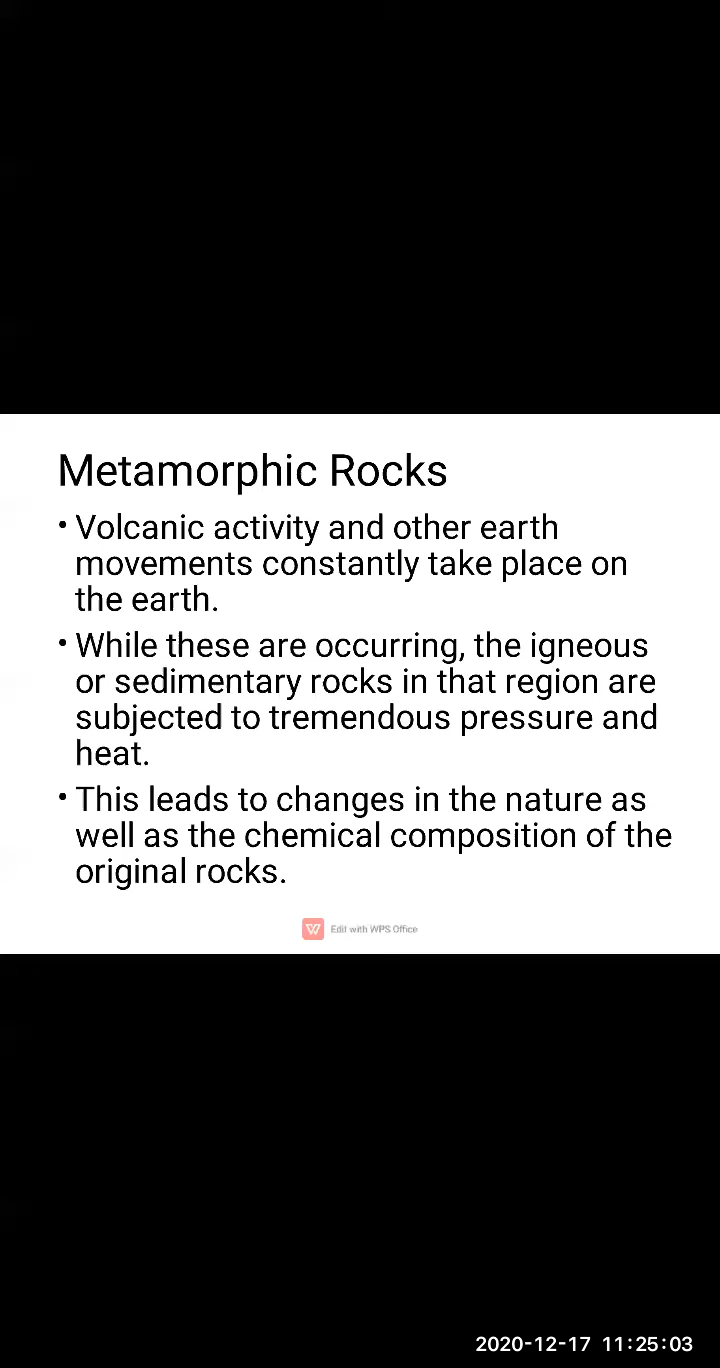 Metamorphic Rocks
• Volcanic activity and other earth
movements constantly take place on
the earth.
• While these are occurring, the igneous
or sedimentary rocks in that region are
subjected to tremendous pressure and
heat.
• This leads to changes in the nature as
well as the chemical composition of the
original rocks.
Edit with WPS Office
2020-12-17 11:25:03